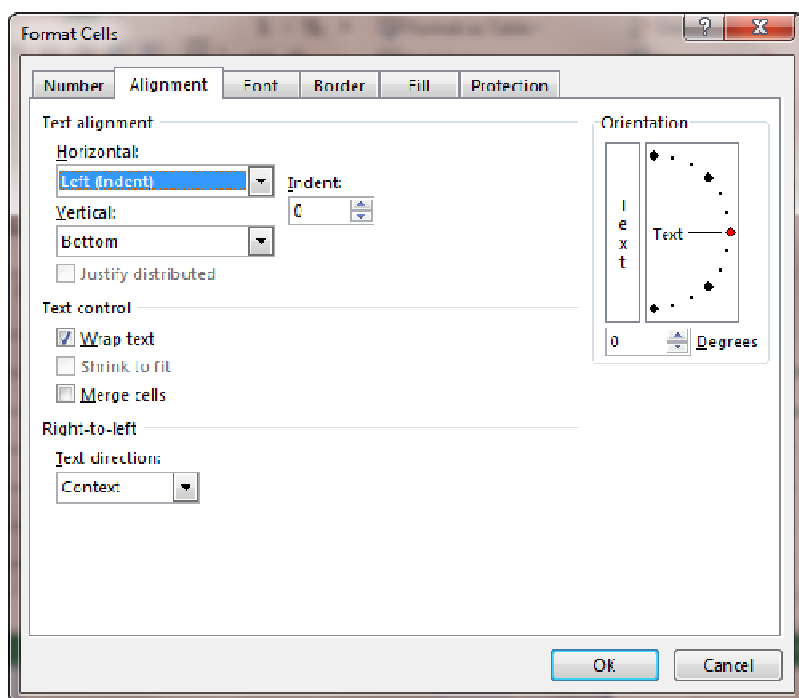 Format Cells
Number Alignment Font Border Fill Protection
Text alignment
Horizontal:
Left (Indent)
Indent:
0
Vertical:
Bottom
Justify distributed
Text control
Wrap text
Shrink to fit
Merge cells
Right-to-left
Text direction:
Context
Orientation
Text
Text
0 Degrees
OK Cancel